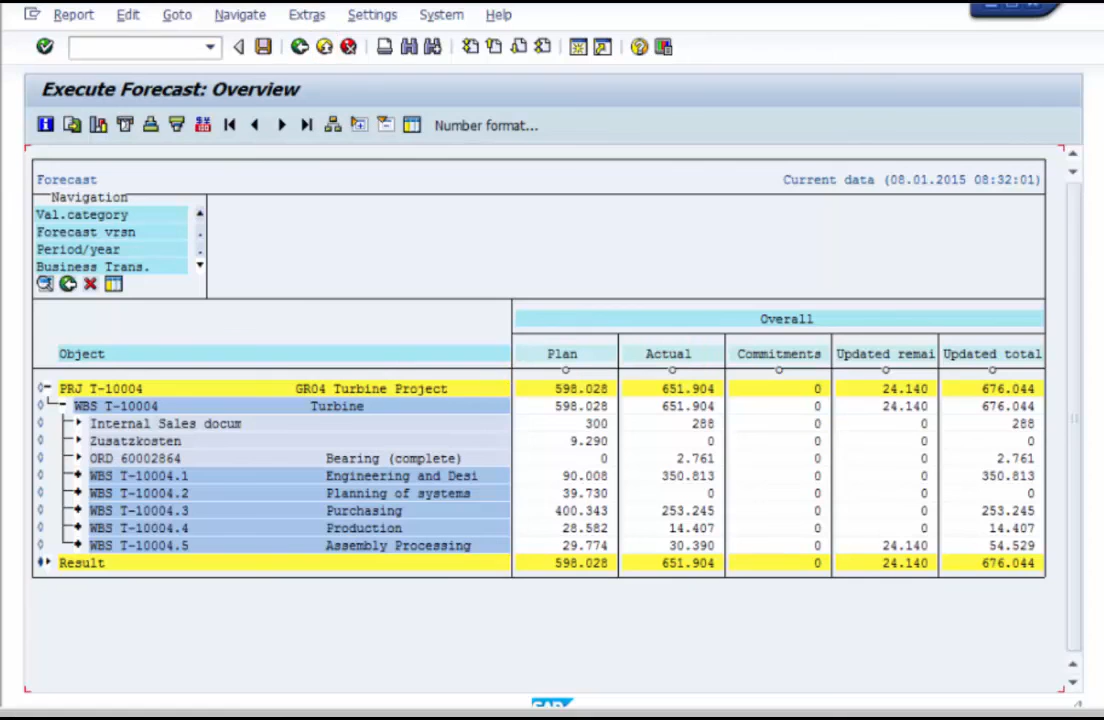 Report Edit Goto Navigate Extras Settings System Help
Execute Forecast: Overview
Number format...
Forecast Current data (08.01.2015 08:32:01)
Navigation
Val.category
Forecast vrsn
Period/year
Business Trans.
Overall
Object Plan Actual Commitments Updated remai Updated total
PRJ T-10004 GR04 Turbine Project 598.028 651.904 0 24.140 676.044
WBS T-10004 Turbine 598.028 651.904 0 24.140 676.044
Internal Sales docum 300 288 0 0 288
Zusatzkosten 9.290 0 0 0 0
ORD 60002864 Bearing (complete) 0 2.761 0 0 2.761
WBS T-10004.1 Engineering and Desi 90.008 350.813 0 0 350.813
WBS T-10004.2 Planning of systems 39.730 0 0 0 0
WBS T-10004.3 Purchasing 400.343 253.245 0 0 253.245
WBS T-10004.4 Production 28.582 14.407 0 0 14.407
WBS T-10004.5 Assembly Processing 29.774 30.390 0 24.140 54.529
Result 598.028 651.904 0 24.140 676.044
SAP